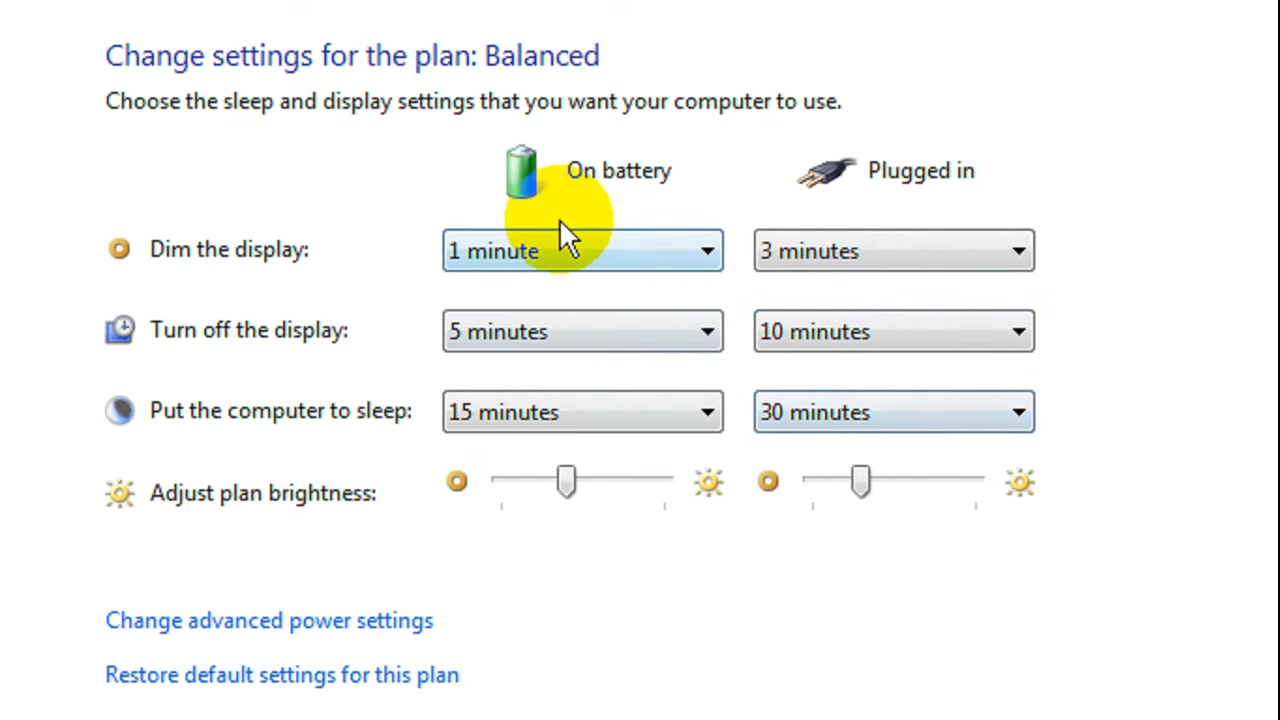 Change settings for the plan: Balanced
Choose the sleep and display settings that you want your computer to use.
On battery Plugged in
Dim the display: 1 minute 3 minutes
Turn off the display: 5 minutes 10 minutes
Put the computer to sleep: 15 minutes 30 minutes
Adjust plan brightness:
Change advanced power settings
Restore default settings for this plan